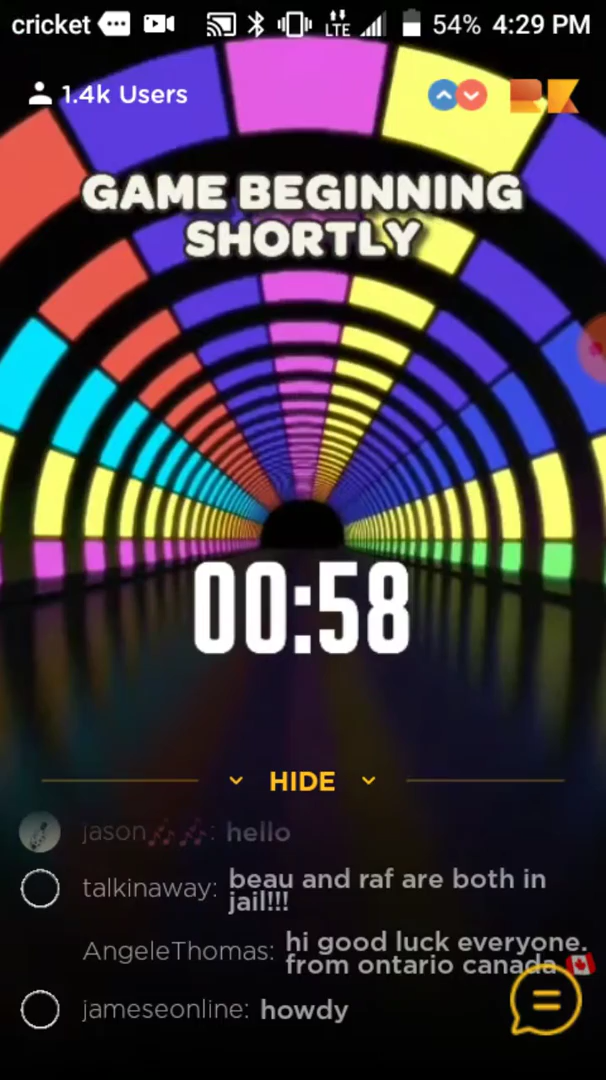 cricket LTE 54% 4:29 PM
1.4k Users
GAME BEGINNING
SHORTLY
00:58
HIDE
jason🎶🎶: hello
talkinaway: beau and raf are both in
jail!!!
AngeleThomas: hi good luck everyone.
from ontario canada 🇨🇦
jameseonline: howdy